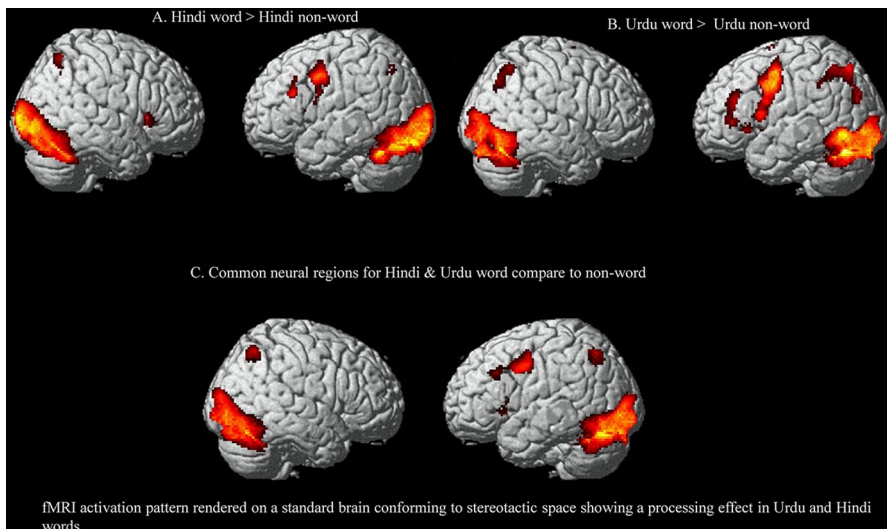 A. Hindi word > Hindi non-word
B. Urdu word > Urdu non-word
C. Common neural regions for Hindi & Urdu word compare to non-word
fMRI activation pattern rendered on a standard brain conforming to stereotactic space showing a processing effect in Urdu and Hindi
words